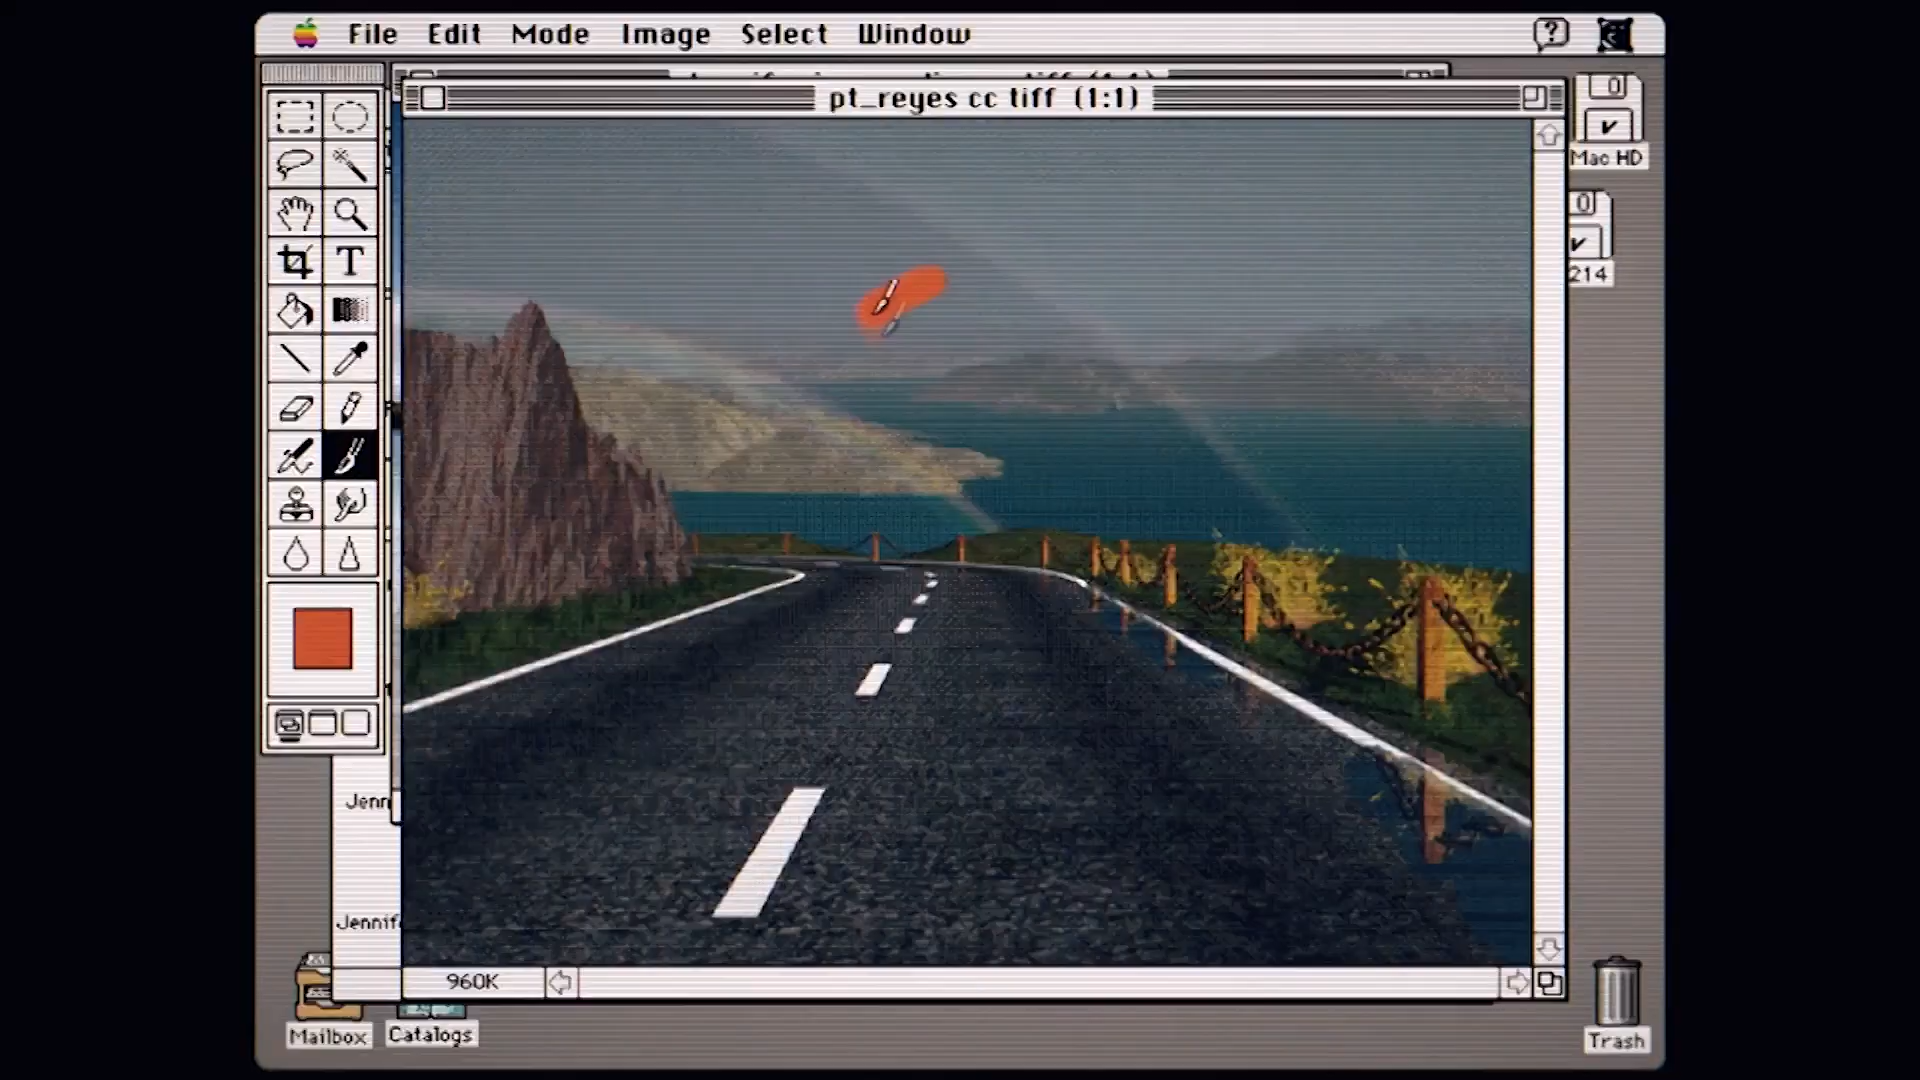 File Edit Mode Image Select Window
pt_reyes cc tiff (1:1)
Mac HD
214
T
Jenn
Jennif
960K
Mailbox
Catalogs
Trash